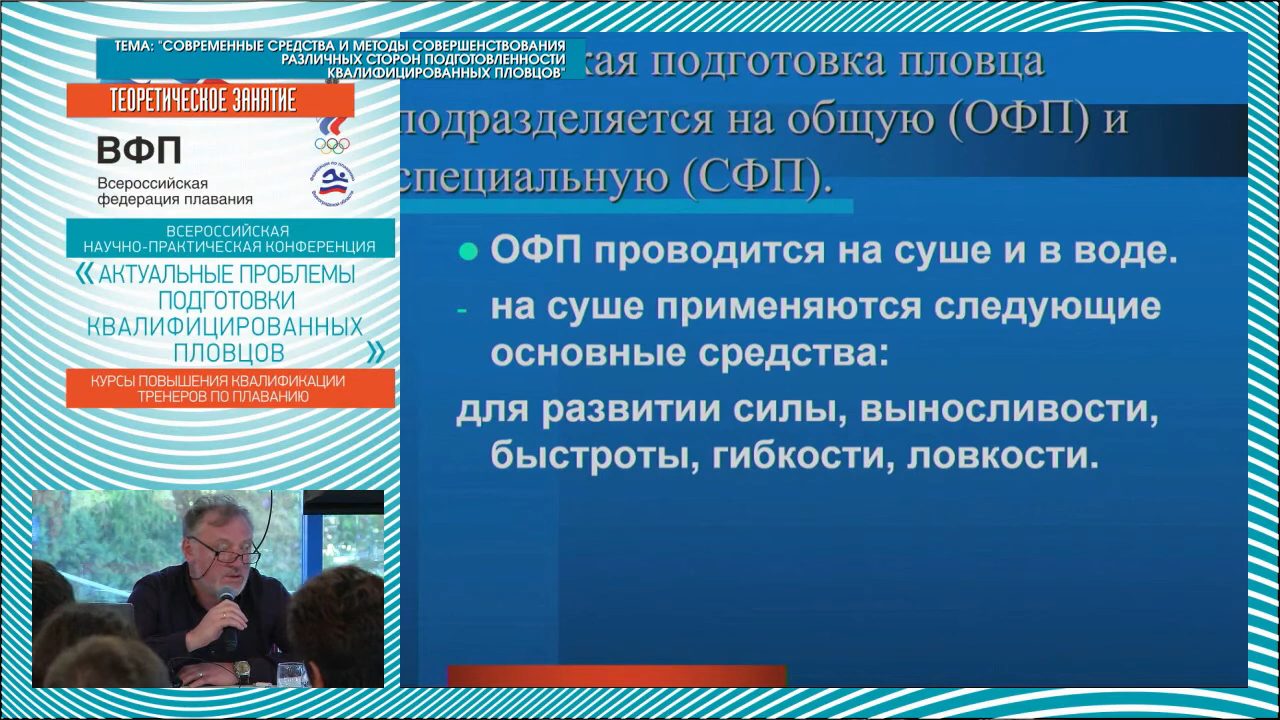 ТЕМА: "СОВРЕМЕННЫЕ СРЕДСТВА И МЕТОДЫ СОВЕРШЕНСТВОВАНИЯ
РАЗЛИЧНЫХ СТОРОН ПОДГОТОВЛЕННОСТИ
КВАЛИФИЦИРОВАННЫХ ПЛОВЦОВ"
ТЕОРЕТИЧЕСКОЕ ЗАНЯТИЕ
ВФП
Всероссийская
федерация плавания
ВСЕРОССИЙСКАЯ
НАУЧНО-ПРАКТИЧЕСКАЯ КОНФЕРЕНЦИЯ
«АКТУАЛЬНЫЕ ПРОБЛЕМЫ
ПОДГОТОВКИ
КВАЛИФИЦИРОВАННЫХ
ПЛОВЦОВ»
КУРСЫ ПОВЫШЕНИЯ КВАЛИФИКАЦИИ
ТРЕНЕРОВ ПО ПЛАВАНИЮ
кая подготовка пловца
подразделяется на общую (ОФП) и
специальную (СФП).
● ОФП проводится на суше и в воде.
- на суше применяются следующие
основные средства:
для развитии силы, выносливости,
быстроты, гибкости, ловкости.